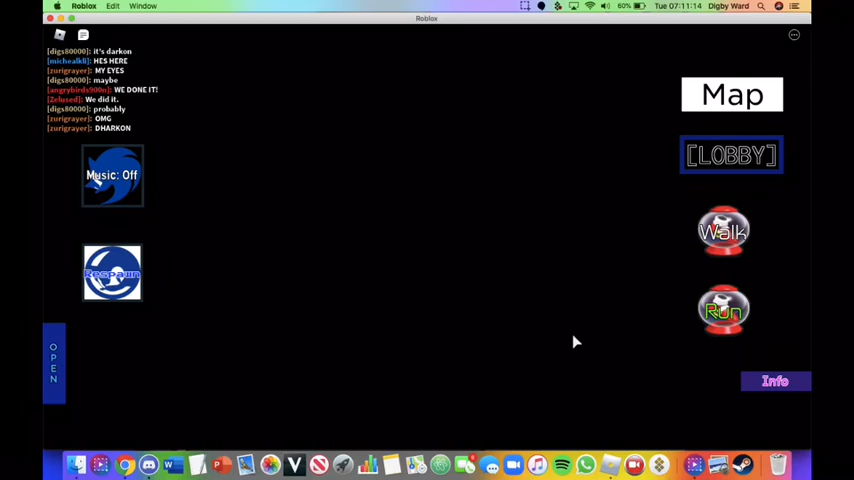 Roblox Edit Window 60% Tue 07:11:14 Digby Ward
Roblox
[digs80000]: it's darkon
[michealkli]: HES HERE
[zurigrayer]: MY EYES
[digs80000]: maybe
[angrybirds900n]: WE DONE IT!
[Zelused]: We did it.
[digs80000]: probably
[zurigrayer]: OMG
[zurigrayer]: DHARKON
Map
[LOBBY]
Music: Off
Walk
Respawn
Run
OPEN
Info